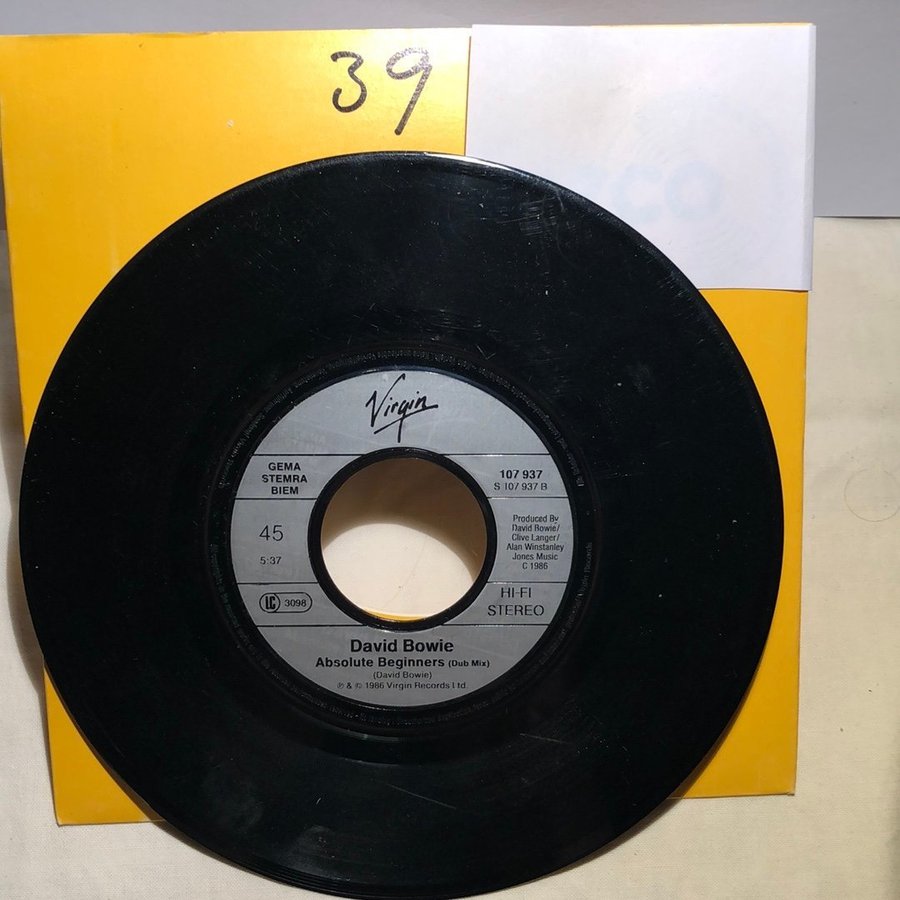 39
Virgin
GEMA
STEMRA
BIEM
107 937
S 107 937 B
45
5:37
Produced By
David Bowie/
Clive Langer/
Alan Winstanley
Jones Music
C 1986
LC 3098
HI-FI
STEREO
David Bowie
Absolute Beginners (Dub Mix)
(David Bowie)
℗ & © 1986 Virgin Records Ltd.